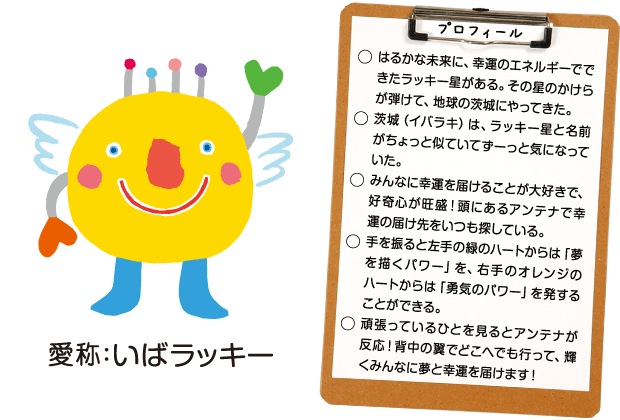 プロフィール
○ はるかな未来に、幸運のエネルギーでで
きたラッキー星がある。その星のかけら
が弾けて、地球の茨城にやってきた。
○ 茨城（イバラキ）は、ラッキー星と名前
がちょっと似ていてずーっと気になって
いた。
○ みんなに幸運を届けることが大好きで、
好奇心が旺盛！頭にあるアンテナで幸
運の届け先をいつも探している。
○ 手を振ると左手の緑のハートからは「夢
を描くパワー」を、右手のオレンジの
ハートからは「勇気のパワー」を発する
ことができる。
○ 頑張っているひとを見るとアンテナが
反応！背中の翼でどこへでも行って、輝
くみんなに夢と幸運を届けます！
愛称：いばラッキー